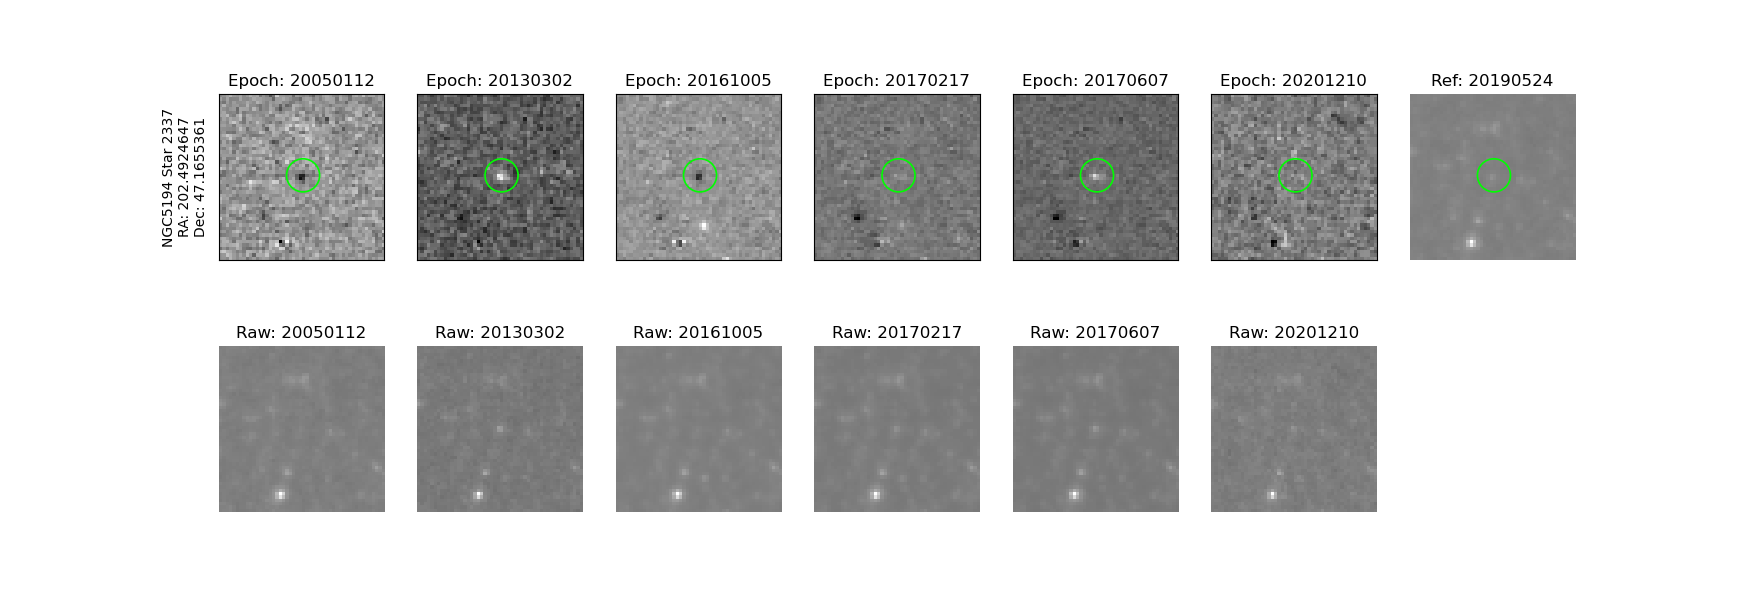 Epoch: 20050112
Epoch: 20130302
Epoch: 20161005
Epoch: 20170217
Epoch: 20170607
Epoch: 20201210
Ref: 20190524
NGC5194 Star 2337
RA: 202.4924647
Dec: 47.1655361
Raw: 20050112
Raw: 20130302
Raw: 20161005
Raw: 20170217
Raw: 20170607
Raw: 20201210